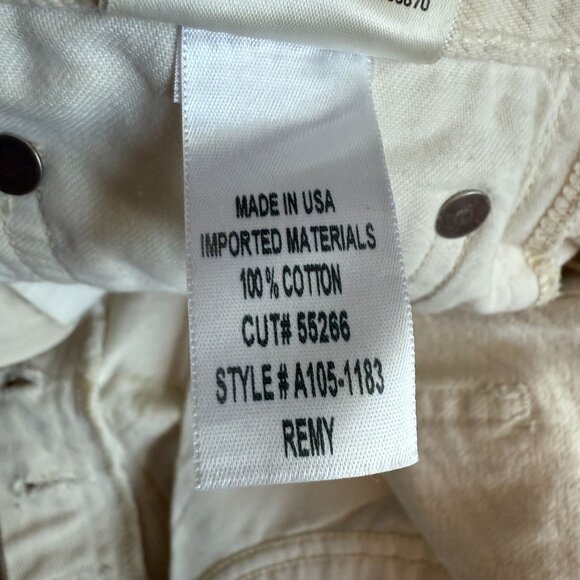 MADE IN USA
IMPORTED MATERIALS
100% COTTON
CUT# 55266
STYLE# A105-1183
REMY